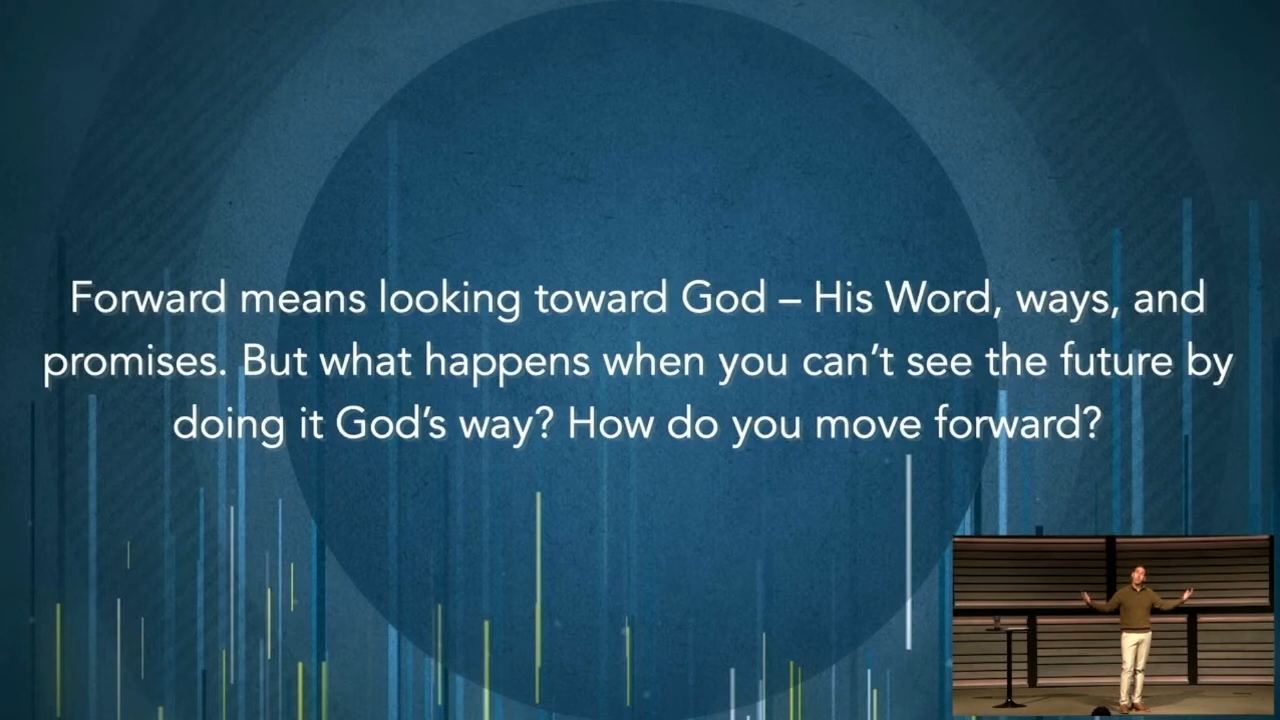 Forward means looking toward God – His Word, ways, and
promises. But what happens when you can’t see the future by
doing it God’s way? How do you move forward?